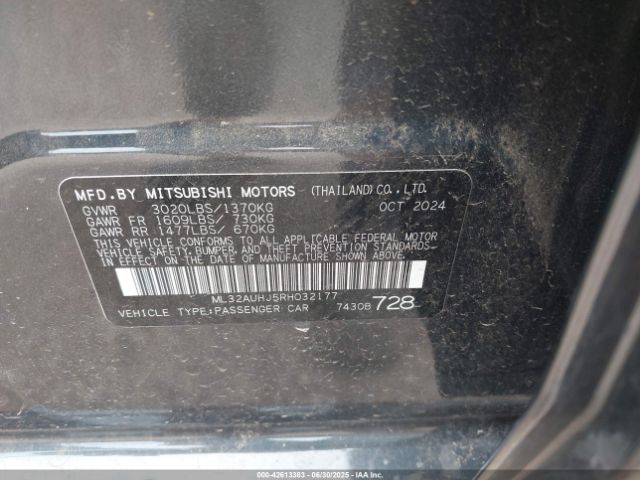 MFD.BY MITSUBISHI MOTORS (THAILAND)CO.,LTD.
GVWR 3020LBS/1370KG OCT 2024
GAWR FR 1609LBS/ 730KG
GAWR RR 1477LBS/ 670KG
THIS VEHICLE CONFORMS TO ALL APPLICABLE FEDERAL MOTOR
VEHICLE SAFETY, BUMPER, AND THEFT PREVENTION STANDARDS
IN EFFECT ON THE DATE OF MANUFACTURE SHOWN ABOVE.
ML32AUHJ5RH032177
VEHICLE TYPE:PASSENGER CAR 7430B 728
000-42613383 | 06/30/2025 | IAA Inc.